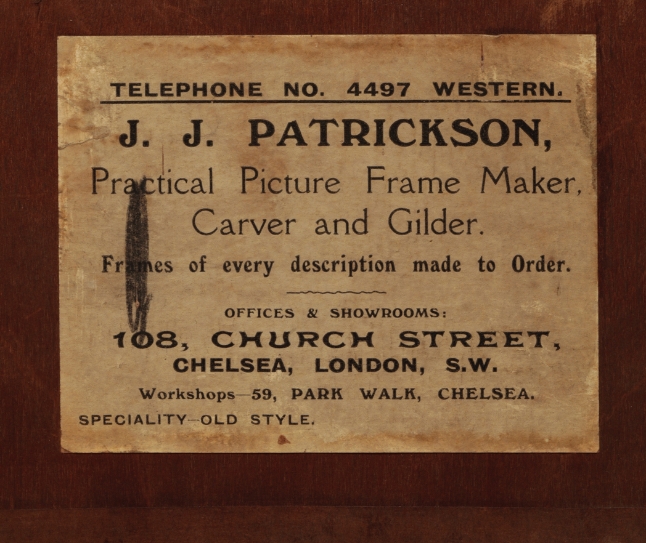 TELEPHONE NO. 4497 WESTERN.
J. J. PATRICKSON,
Practical Picture Frame Maker,
Carver and Gilder.
Frames of every description made to Order.
OFFICES & SHOWROOMS:
108, CHURCH STREET,
CHELSEA, LONDON, S.W.
Workshops—59, PARK WALK, CHELSEA.
SPECIALITY—OLD STYLE.